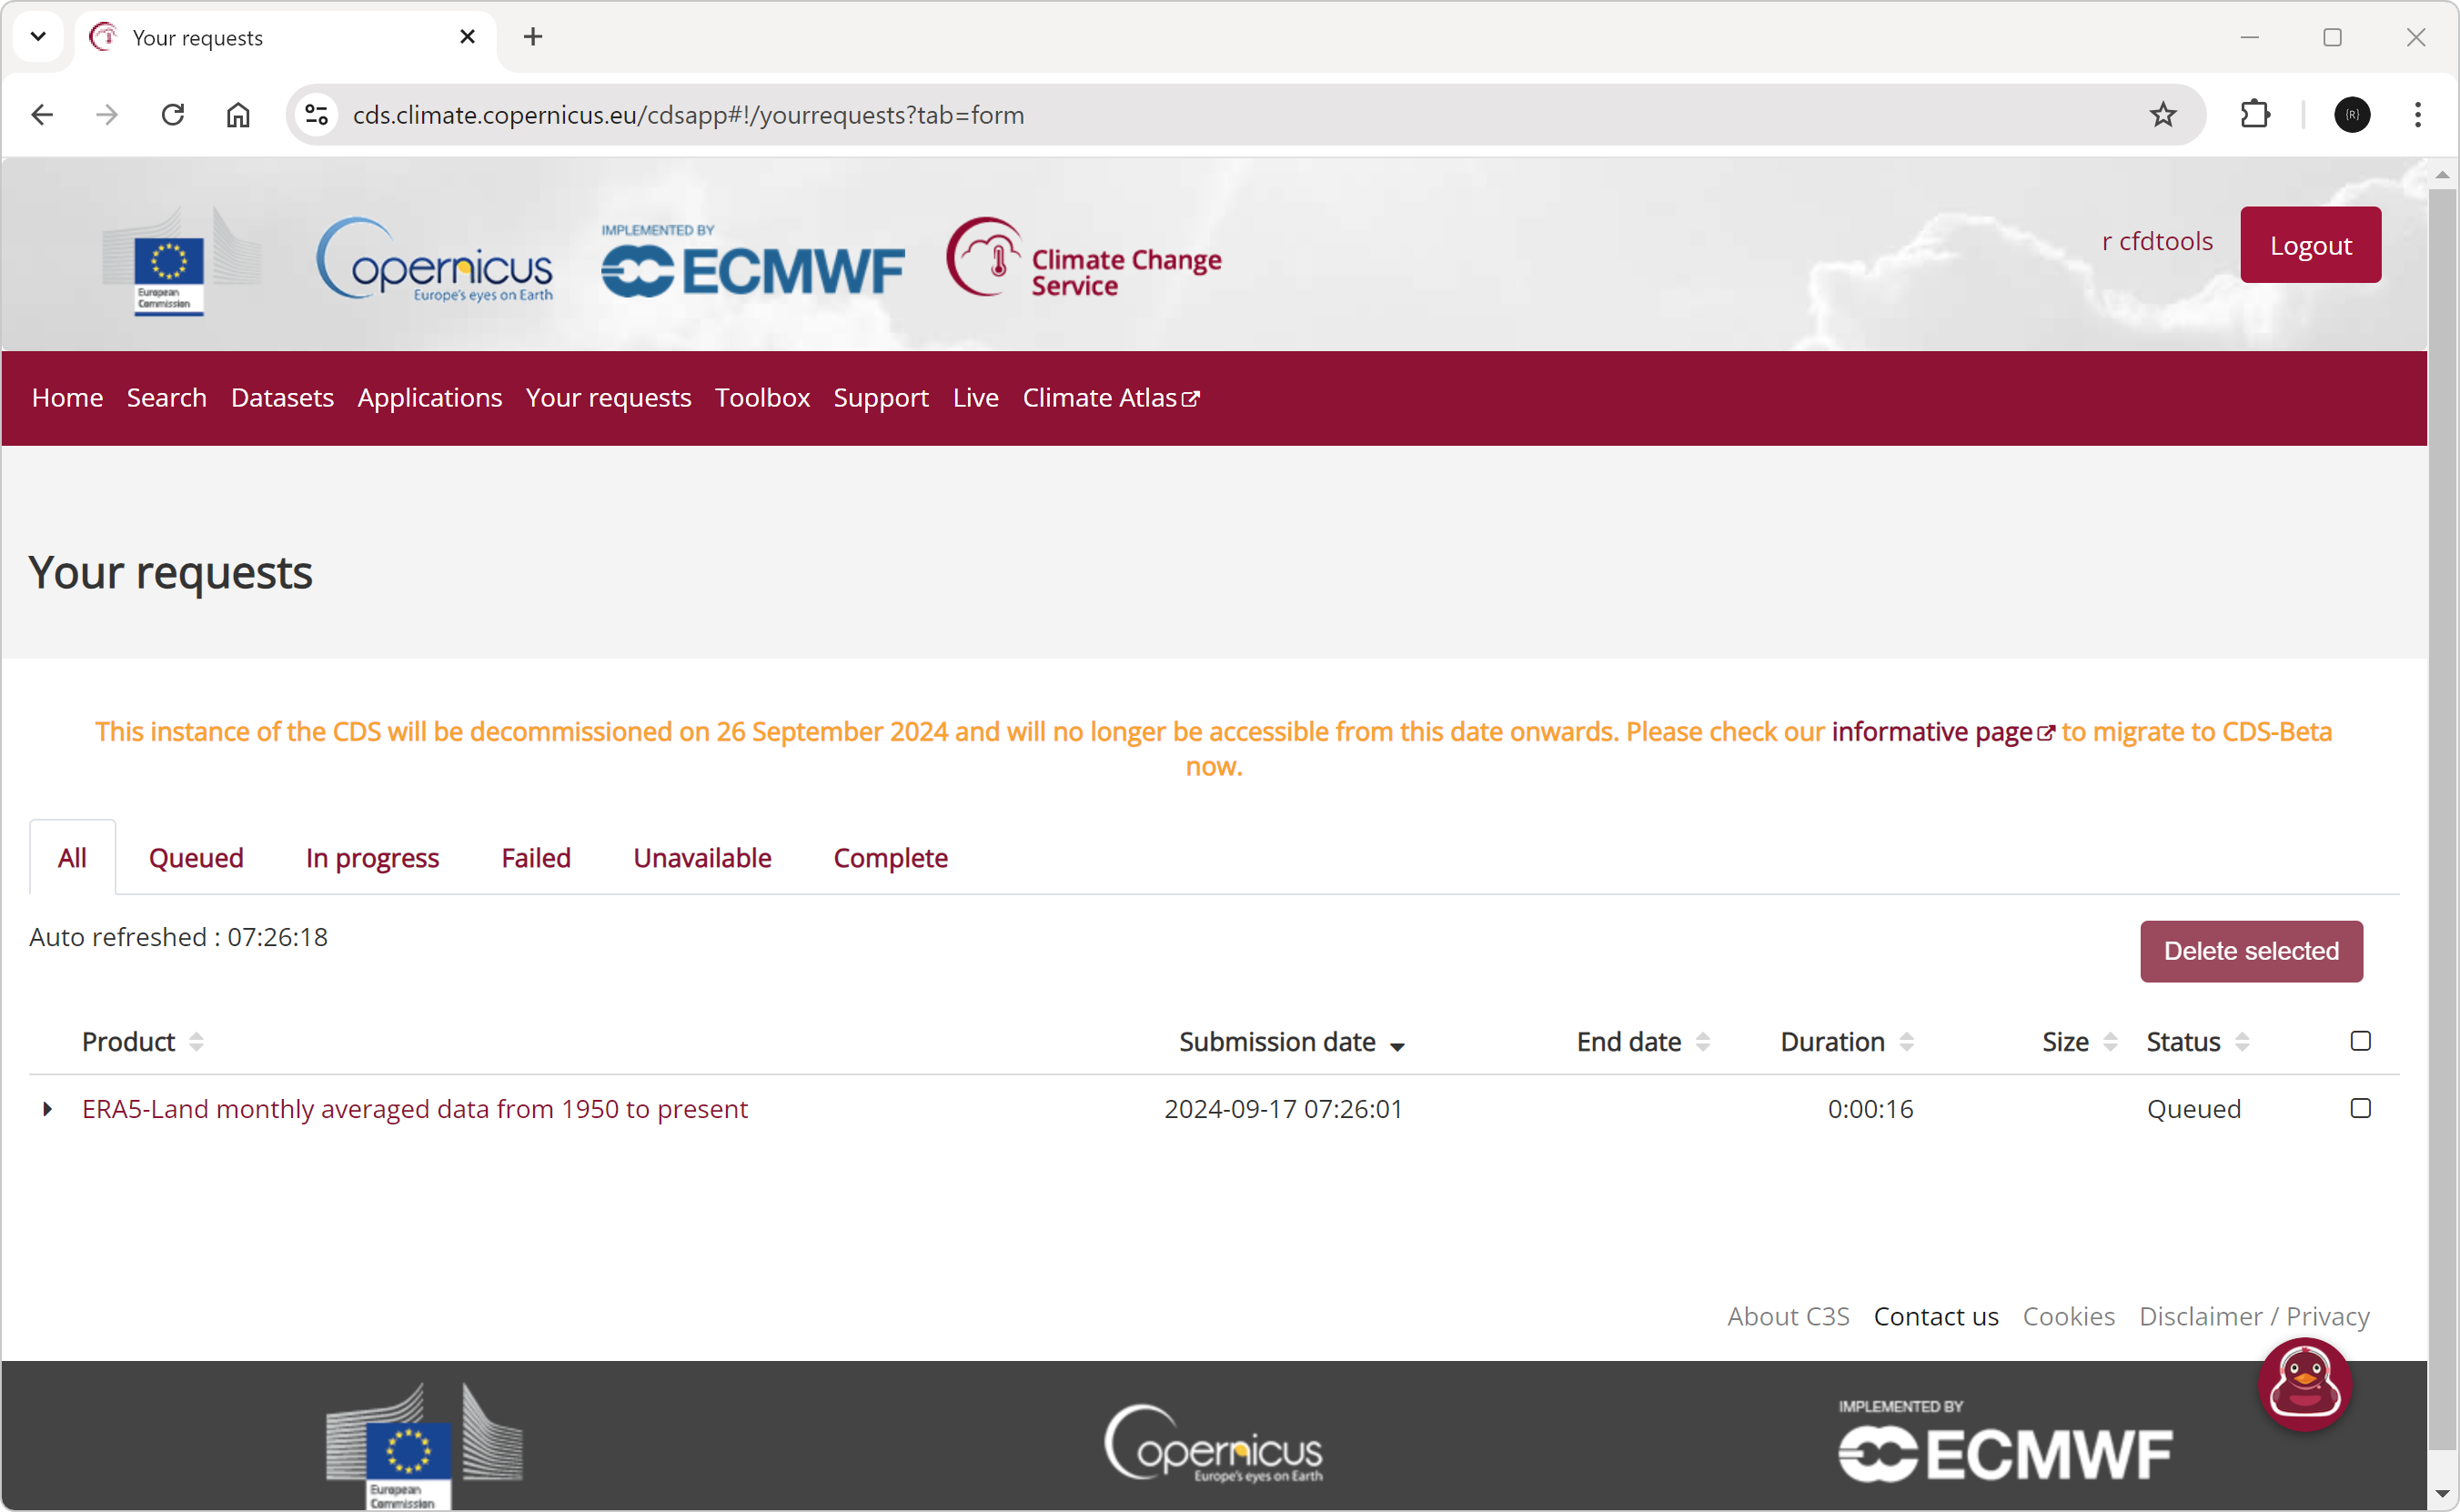 Your requests
cds.climate.copernicus.eu/cdsapp#!/yourrequests?tab=form
{R}
European
Commission
opernicus
Europe's eyes on Earth
IMPLEMENTED BY
ECMWF
Climate Change
Service
r cfdtools
Logout
Home Search Datasets Applications Your requests Toolbox Support Live Climate Atlas
Your requests
This instance of the CDS will be decommissioned on 26 September 2024 and will no longer be accessible from this date onwards. Please check our informative page to migrate to CDS-Beta
now.
All Queued In progress Failed Unavailable Complete
Auto refreshed : 07:26:18
Delete selected
Product Submission date End date Duration Size Status
ERA5-Land monthly averaged data from 1950 to present 2024-09-17 07:26:01 0:00:16 Queued
About C3S Contact us Cookies Disclaimer / Privacy
European
Commission
opernicus
Europe's eyes on Earth
IMPLEMENTED BY
ECMWF